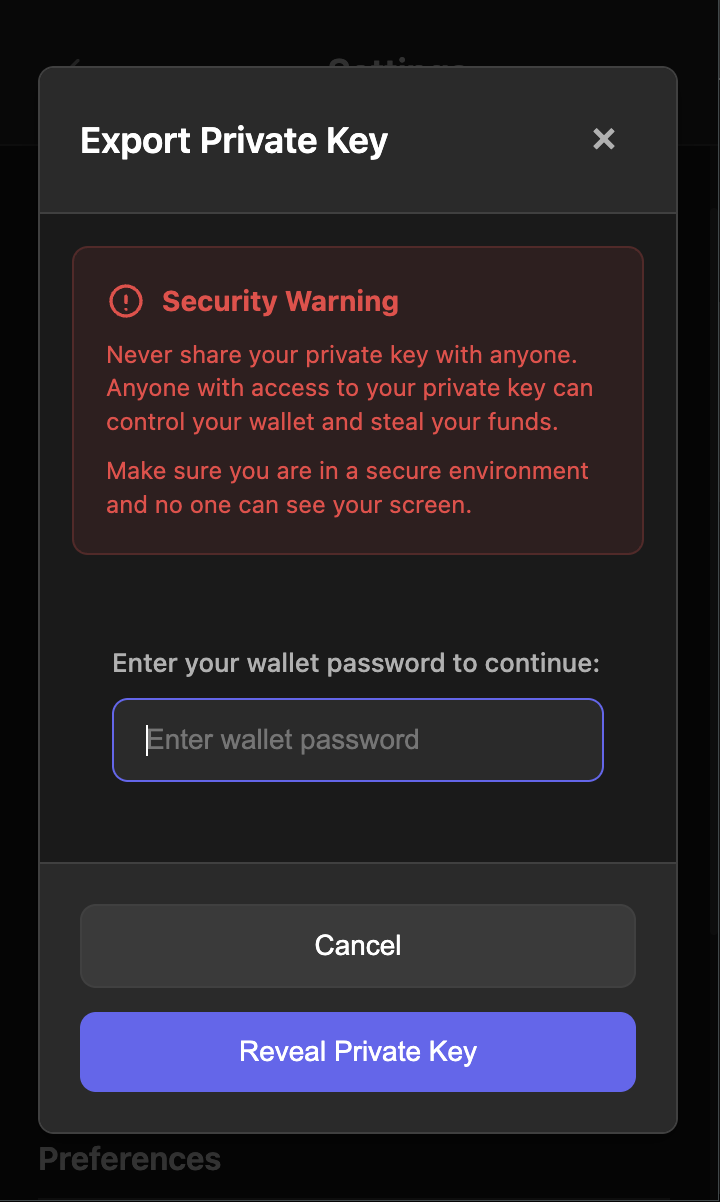 Settings
Export Private Key
Security Warning
Never share your private key with anyone.
Anyone with access to your private key can
control your wallet and steal your funds.
Make sure you are in a secure environment
and no one can see your screen.
Enter your wallet password to continue:
Enter wallet password
Cancel
Reveal Private Key
Preferences